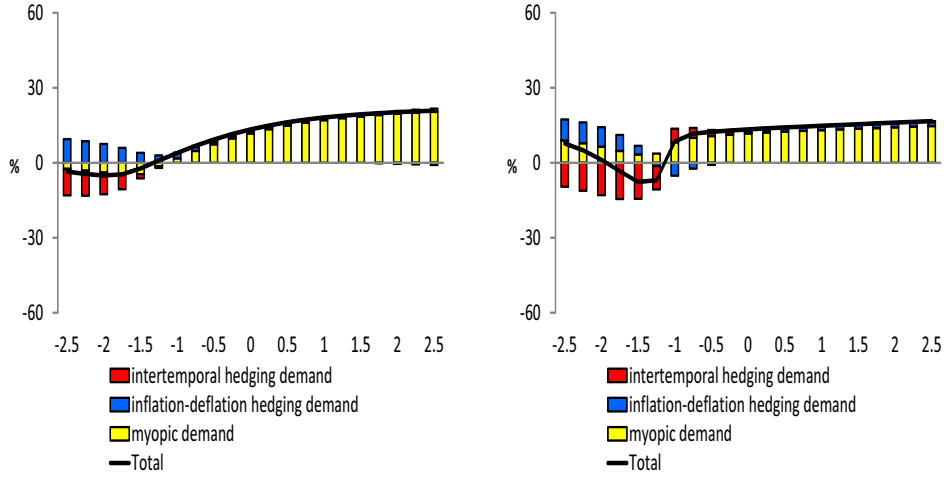 60
30
%
0
-30
-60
-2.5 -2 -1.5 -1 -0.5 0 0.5 1 1.5 2 2.5
intertemporal hedging demand
inflation-deflation hedging demand
myopic demand
Total
60
30
%
0
-30
-60
-2.5 -2 -1.5 -1 -0.5 0 0.5 1 1.5 2 2.5
intertemporal hedging demand
inflation-deflation hedging demand
myopic demand
Total